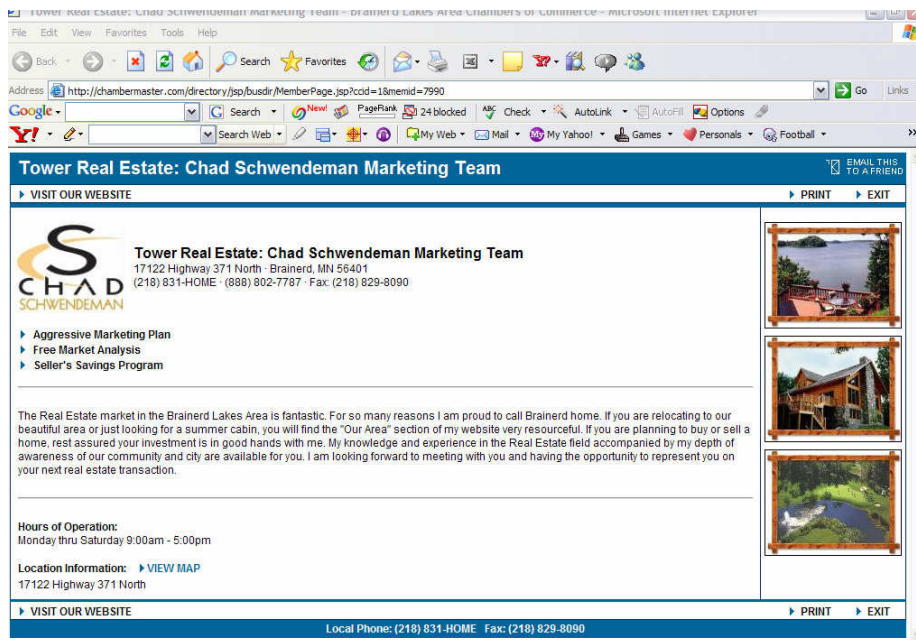 Tower Real Estate: Chad Schwendeman Marketing Team - Brainerd Lakes Area Chambers of Commerce - Microsoft Internet Explorer
File Edit View Favorites Tools Help
Back Search Favorites
Address http://chambermaster.com/directory/jsp/busdir/MemberPage.jsp?ccid=18memid=7990 Go Links
Google Search New! PageRank 24 blocked ABC Check AutoLink AutoFill Options
Y! Search Web My Web Mail My Yahoo! Games Personals Football »
Tower Real Estate: Chad Schwendeman Marketing Team EMAIL THIS
TO A FRIEND
VISIT OUR WEBSITE PRINT EXIT
S
CHAD
SCHWENDEMAN
Tower Real Estate: Chad Schwendeman Marketing Team
17122 Highway 371 North · Brainerd, MN 56401
(218) 831-HOME · (888) 802-7787 · Fax: (218) 829-8090
Aggressive Marketing Plan
Free Market Analysis
Seller's Savings Program
The Real Estate market in the Brainerd Lakes Area is fantastic. For so many reasons I am proud to call Brainerd home. If you are relocating to our
beautiful area or just looking for a summer cabin, you will find the "Our Area" section of my website very resourceful. If you are planning to buy or sell a
home, rest assured your investment is in good hands with me. My knowledge and experience in the Real Estate field accompanied by my depth of
awareness of our community and city are available for you. I am looking forward to meeting with you and having the opportunity to represent you on
your next real estate transaction.
Hours of Operation:
Monday thru Saturday 9:00am - 5:00pm
Location Information: VIEW MAP
17122 Highway 371 North
VISIT OUR WEBSITE PRINT EXIT
Local Phone: (218) 831-HOME Fax: (218) 829-8090